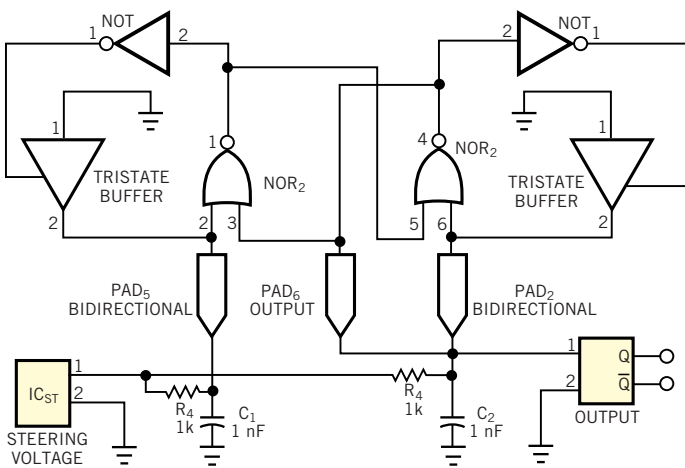 NOT
1
2
NOT
2
1
1
TRISTATE
BUFFER
2
1
NOR2
2
3
4
NOR2
5
6
1
TRISTATE
BUFFER
2
PAD5
BIDIRECTIONAL
PAD6
OUTPUT
PAD2
BIDIRECTIONAL
ICST
1
2
STEERING
VOLTAGE
R4
1k
C1
1 nF
R4
1k
C2
1 nF
1
2
Q
Q̅
OUTPUT